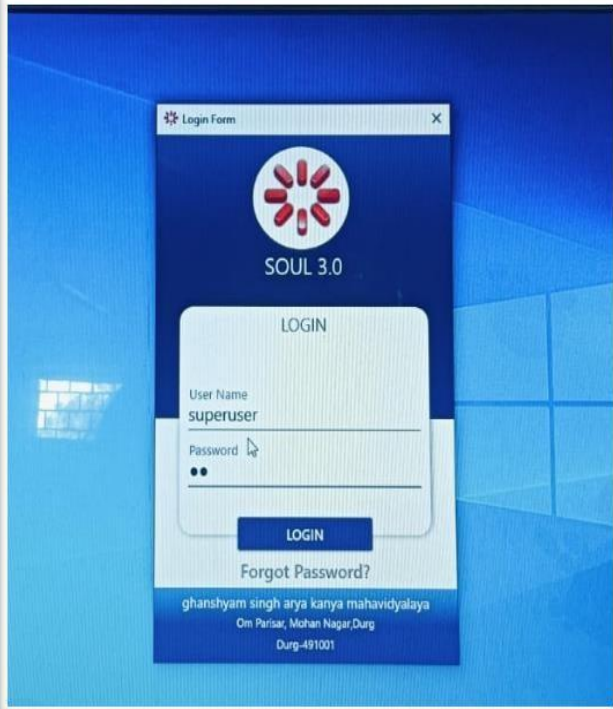 Login Form
SOUL 3.0
LOGIN
User Name
superuser
Password
LOGIN
Forgot Password?
ghanshyam singh arya kanya mahavidyalaya
Om Parisar, Mohan Nagar,Durg
Durg-491001